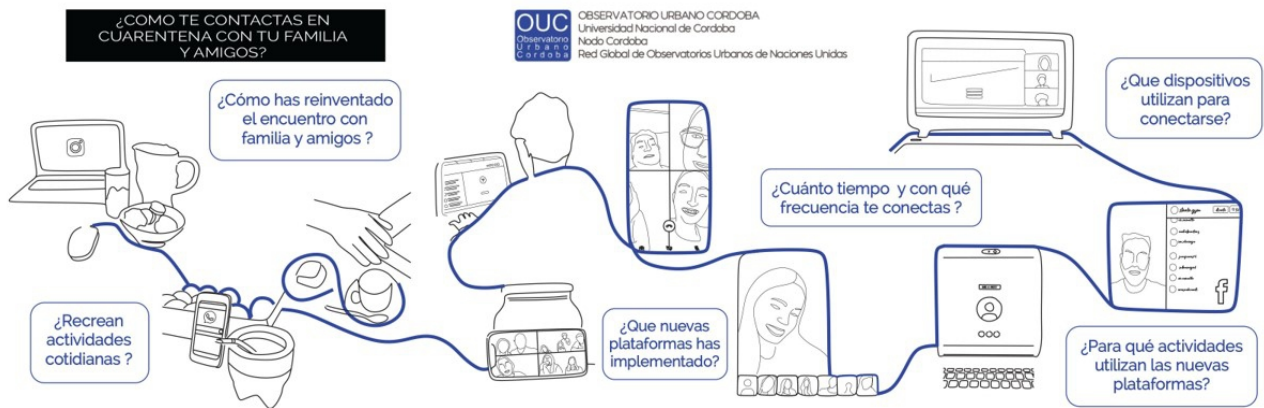 ¿COMO TE CONTACTAS EN
CUARENTENA CON TU FAMILIA
Y AMIGOS?
OUC
Observatorio
Urbano
Cordoba
OBSERVATORIO URBANO CORDOBA
Universidad Nacional de Cordoba
Nodo Cordoba
Red Global de Observatorios Urbanos de Naciones Unidas
¿Cómo has reinventado
el encuentro con
familia y amigos ?
¿Que dispositivos
utilizan para
conectarse?
¿Cuánto tiempo y con qué
frecuencia te conectas ?
¿Recrean
actividades
cotidianas ?
¿Que nuevas
plataformas has
implementado?
f
¿Para qué actividades
utilizan las nuevas
plataformas?